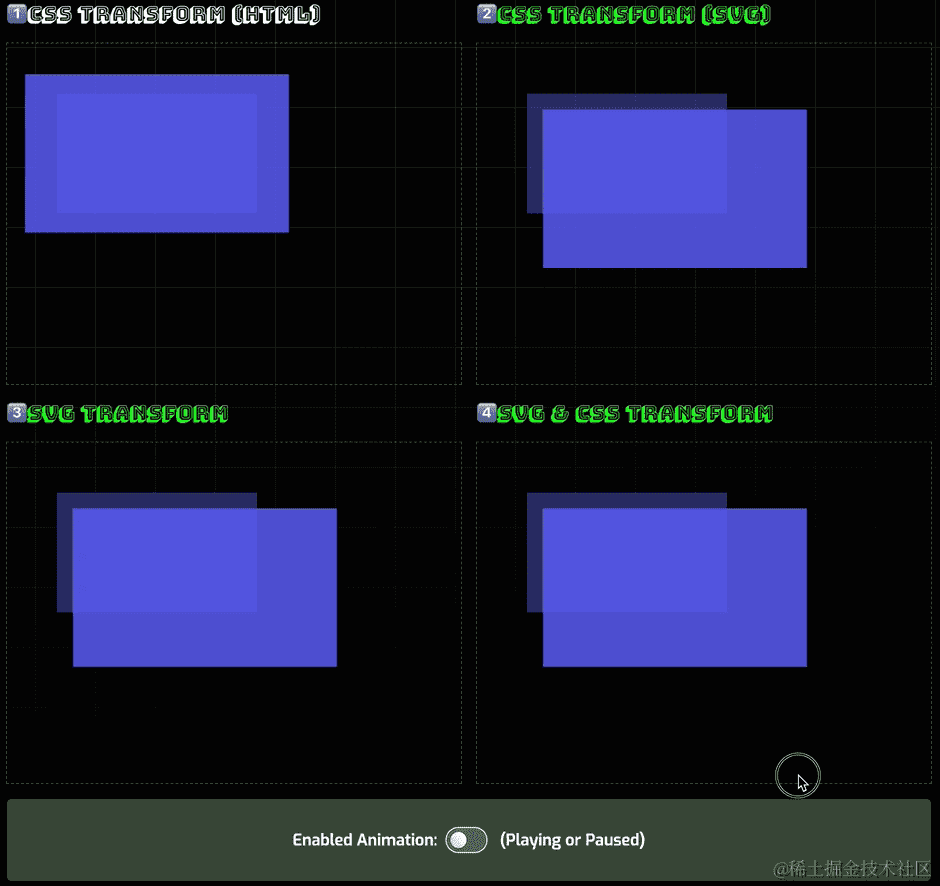 1 CSS TRANSFORM (HTML)
2 CSS TRANSFORM (SVG)
3 SVG TRANSFORM
4 SVG & CSS TRANSFORM
Enabled Animation: (Playing or Paused)
@稀土掘金技术社区